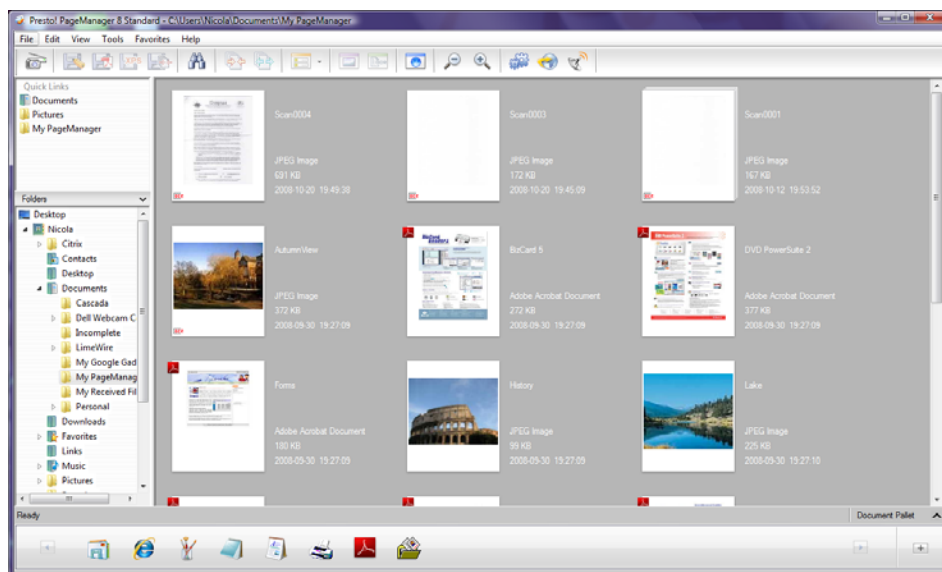 Presto! PageManager 8 Standard - C:\Users\Nicola\Documents\My PageManager
File Edit View Tools Favorites Help
Quick Links
Documents
Pictures
My PageManager
Folders
Desktop
Nicola
Citrix
Contacts
Desktop
Documents
Cascada
Dell Webcam C
Incomplete
LimeWire
My Google Gad
My PageManag
My Received Fil
Personal
Downloads
Favorites
Links
Music
Pictures
Scan0004
JPEG Image
691 KB
2008-10-20 19:49:38
Scan0003
JPEG Image
172 KB
2008-10-20 19:45:09
Scan0001
JPEG Image
167 KB
2008-10-12 19:53:52
AutumnView
JPEG Image
372 KB
2008-09-30 19:27:09
BizCard 5
Adobe Acrobat Document
272 KB
2008-09-30 19:27:09
DVD PowerSuite 2
Adobe Acrobat Document
377 KB
2008-09-30 19:27:09
Forms
Adobe Acrobat Document
180 KB
2008-09-30 19:27:09
History
JPEG Image
99 KB
2008-09-30 19:27:09
Lake
JPEG Image
225 KB
2008-09-30 19:27:10
Ready
Document Pallet